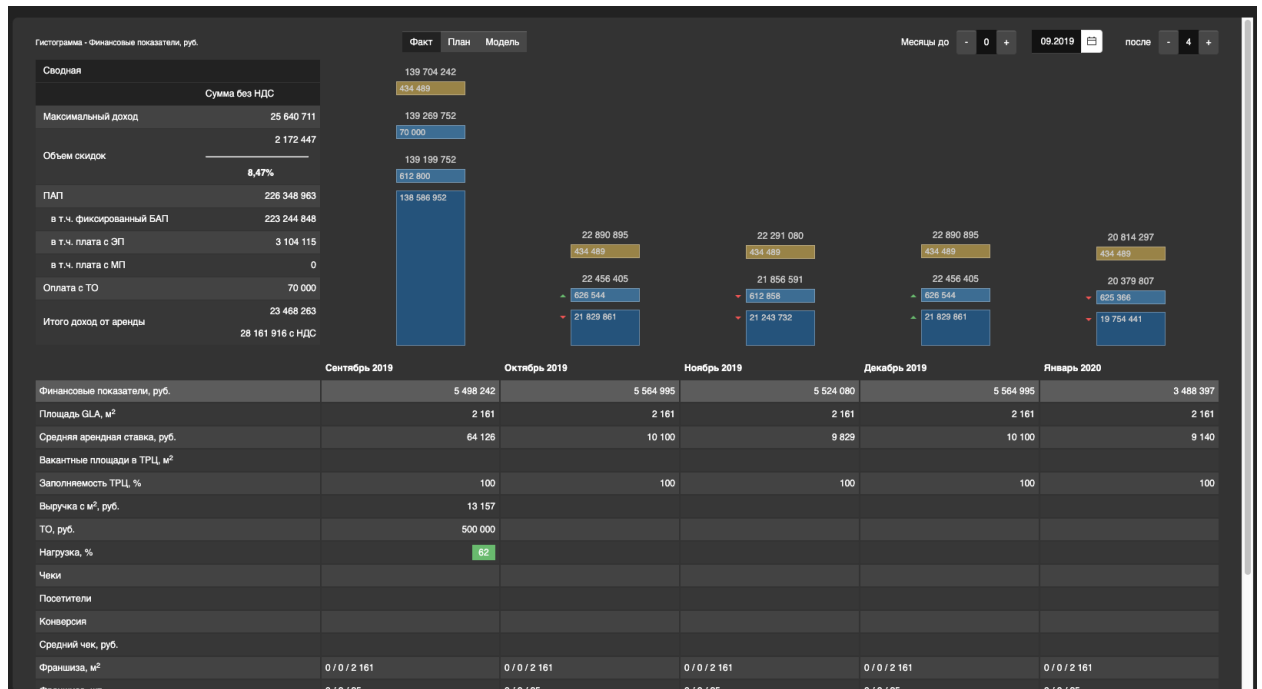 Гистограмма - Финансовые показатели, руб.
Факт План Модель
Месяцы до - 0 + 09.2019 после - 4 +
Сводная
Сумма без НДС
Максимальный доход 25 640 711
2 172 447
Объем скидок
8,47%
ПАП 226 348 963
в т.ч. фиксированный БАП 223 244 848
в т.ч. плата с ЭП 3 104 115
в т.ч. плата с МП 0
Оплата с ТО 70 000
23 468 263
Итого доход от аренды
28 161 916 с НДС
139 704 242
434 489
139 269 752
70 000
139 199 752
612 800
138 586 952
22 890 895
434 489
22 456 405
626 544
21 829 861
22 291 080
434 489
21 856 591
612 858
21 243 732
22 890 895
434 489
22 456 405
626 544
21 829 861
20 814 297
434 489
20 379 807
625 366
19 754 441
Сентябрь 2019 Октябрь 2019 Ноябрь 2019 Декабрь 2019 Январь 2020
Финансовые показатели, руб. 5 498 242 5 564 995 5 524 080 5 564 995 3 488 397
Площадь GLA, м² 2 161 2 161 2 161 2 161 2 161
Средняя арендная ставка, руб. 64 126 10 100 9 829 10 100 9 140
Вакантные площади в ТРЦ, м²
Заполняемость ТРЦ, % 100 100 100 100 100
Выручка с м², руб. 13 157
ТО, руб. 500 000
Нагрузка, % 62
Чеки
Посетители
Конверсия
Средний чек, руб.
Франшиза, м² 0 / 0 / 2 161 0 / 0 / 2 161 0 / 0 / 2 161 0 / 0 / 2 161 0 / 0 / 2 161